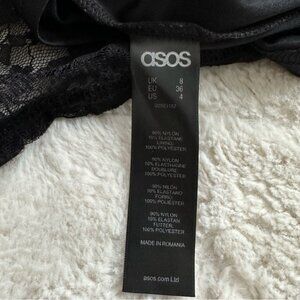 asos
UK 8
EU 36
US 4
90% NYLON
10% ELASTANE
LINING:
100% POLYESTER
90% NYLON
10% ELASTHANNE
DOUBLURE
100% POLYESTER
90% NILON
10% ELASTANO
FORRO:
100% POLYESTER
90% NYLON
10% ELASTAN
FUTTER:
100% POLYESTER
MADE IN ROMANIA
asos.com Ltd